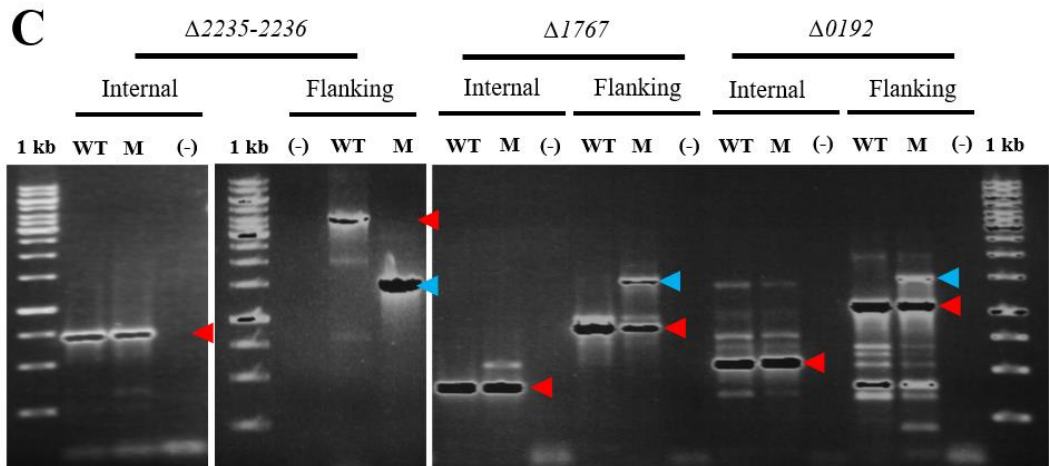 C
Δ2235-2236 Δ1767 Δ0192
Internal Flanking Internal Flanking Internal Flanking
1 kb WT M (-) 1 kb (-) WT M WT M (-) WT M (-) WT M (-) WT M (-) 1 kb